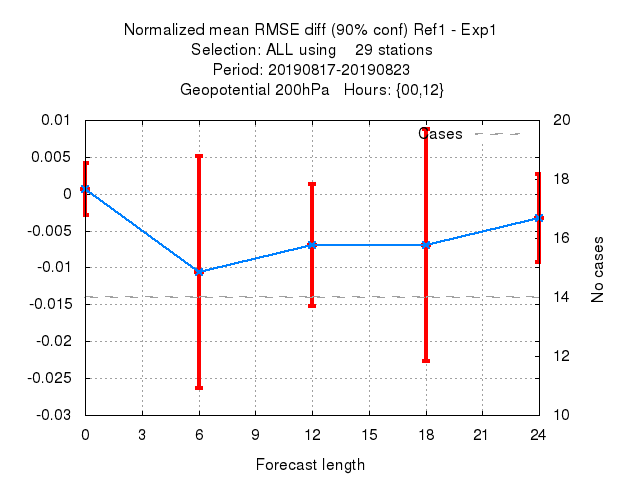 Normalized mean RMSE diff (90% conf) Ref1 - Exp1
Selection: ALL using    29 stations
Period: 20190817-20190823
Geopotential 200hPa   Hours: {00,12}
0.01
0.005
0
-0.005
-0.01
-0.015
-0.02
-0.025
-0.03
Cases
20
18
16
14
12
10
No cases
0 3 6 9 12 15 18 21 24
Forecast length